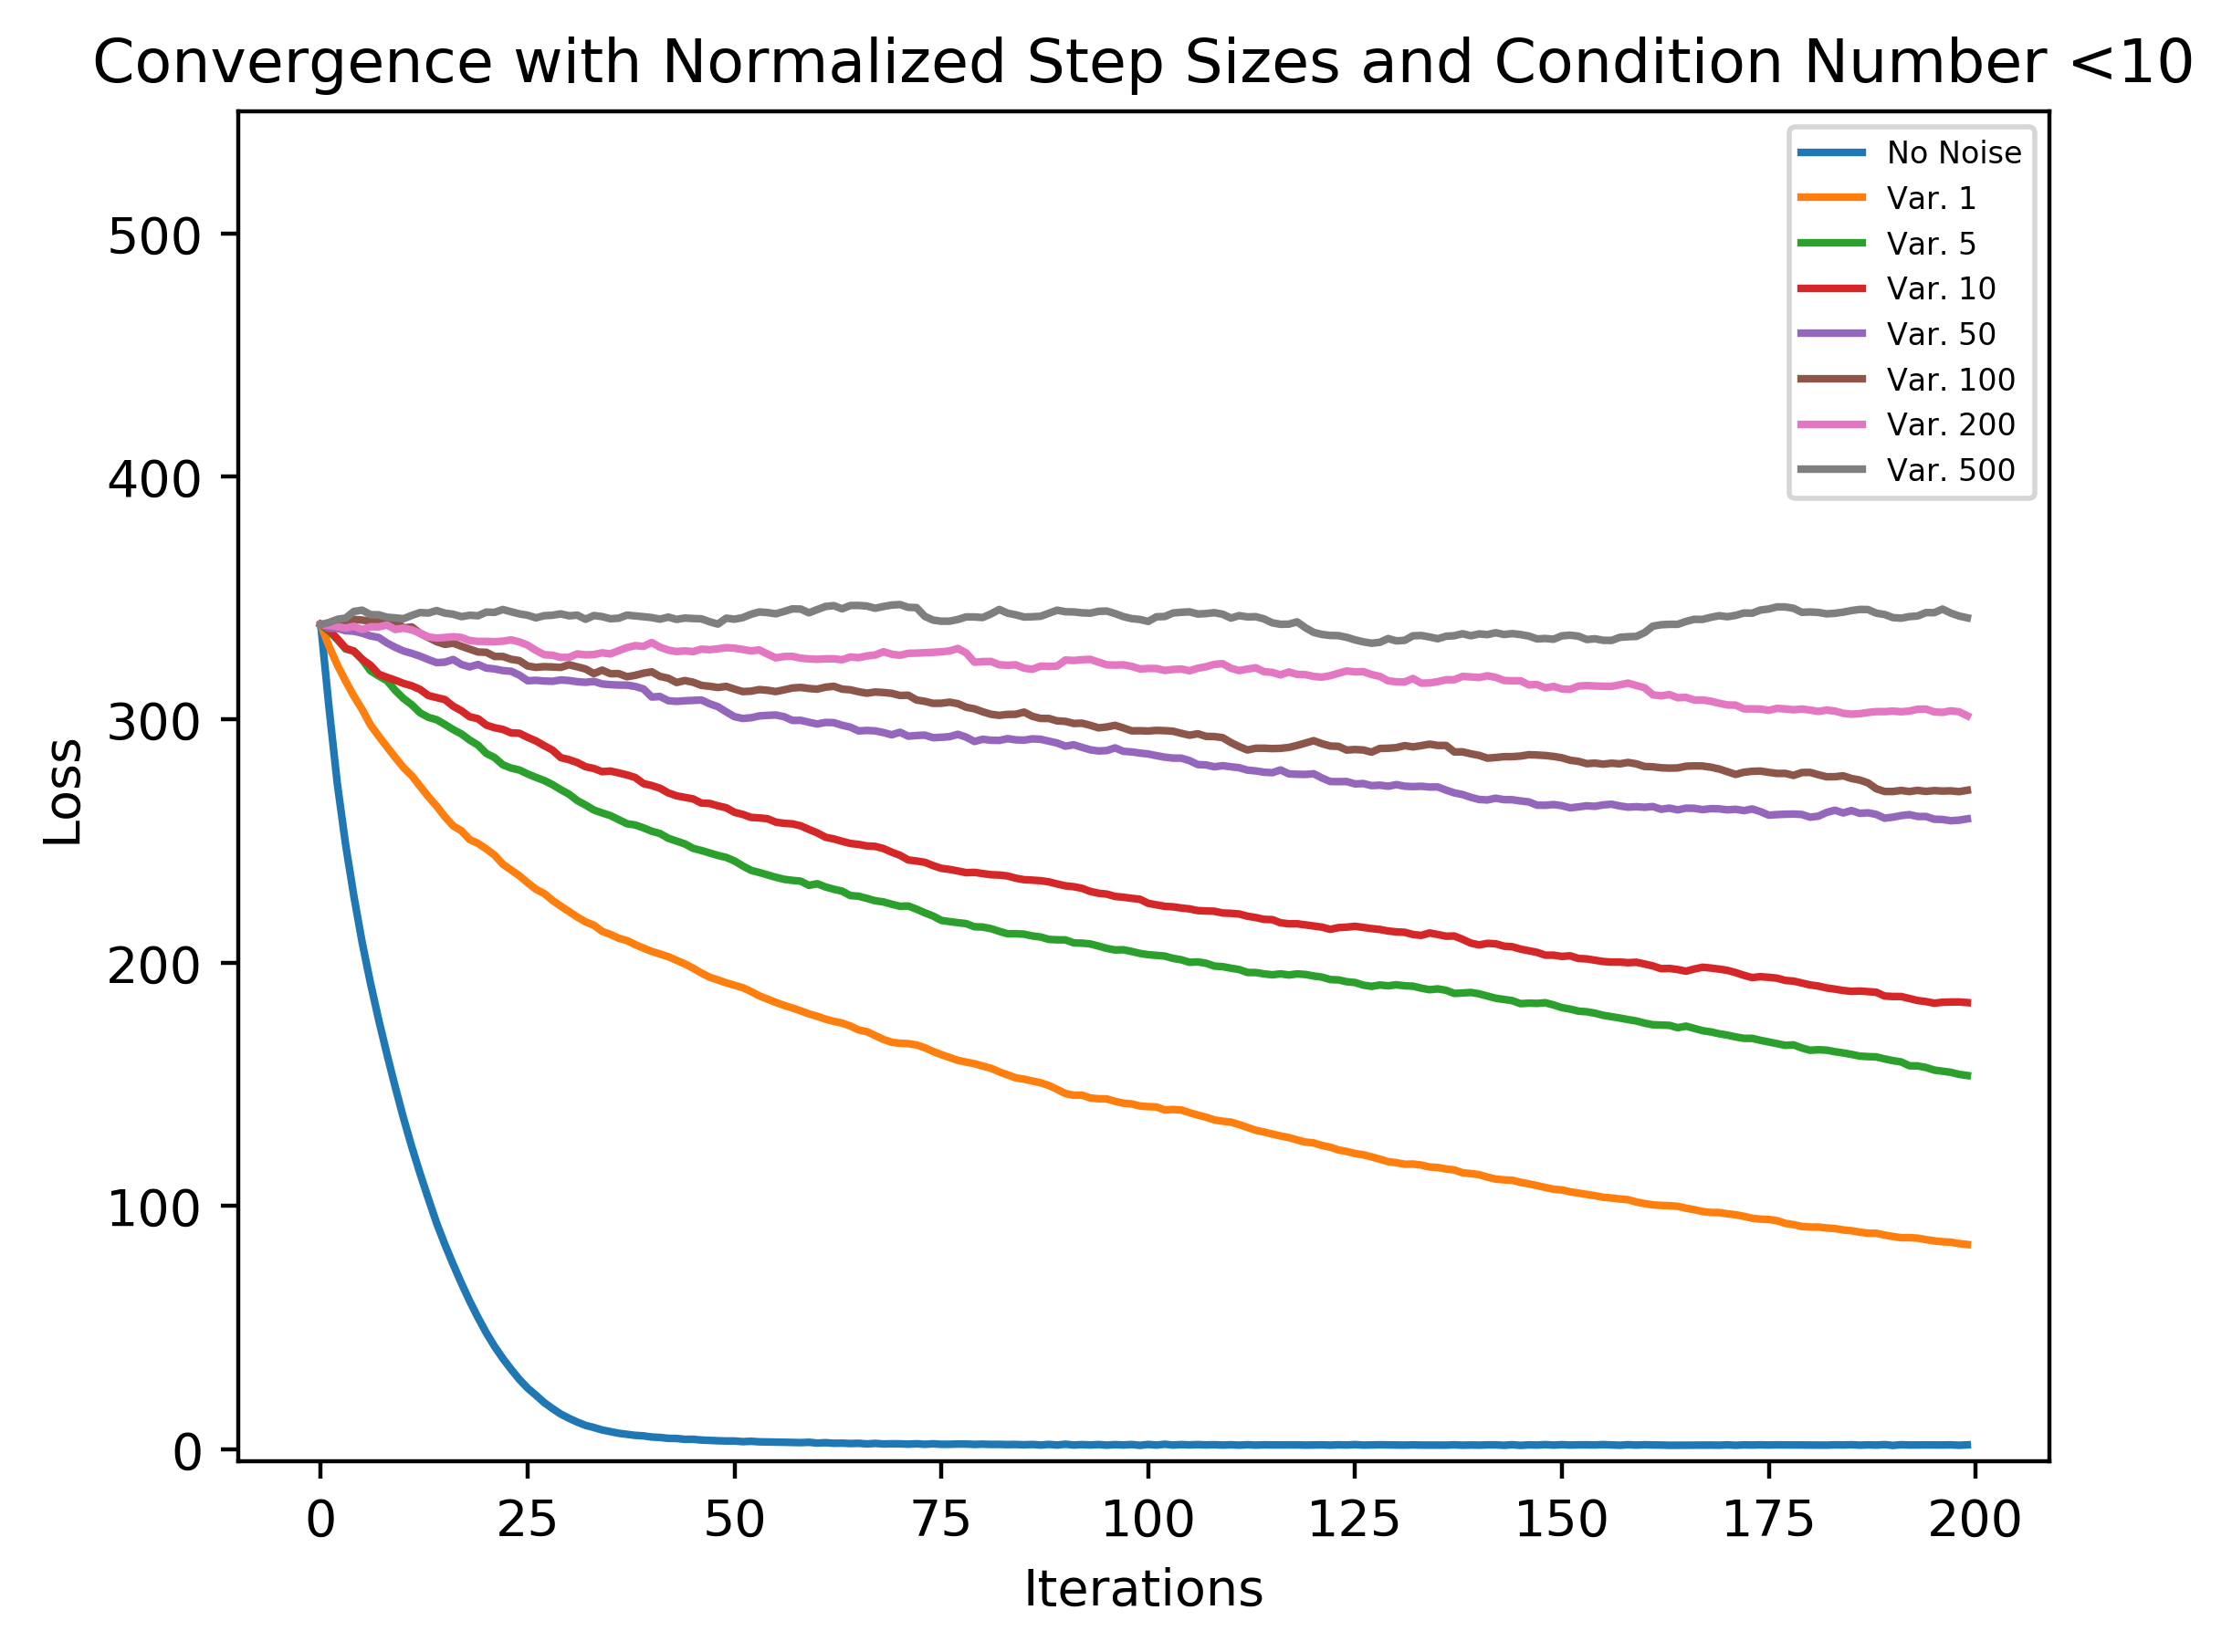 Convergence with Normalized Step Sizes and Condition Number <10
No Noise
Var. 1
Var. 5
Var. 10
Var. 50
Var. 100
Var. 200
Var. 500
500
400
300
200
100
0
Loss
0 25 50 75 100 125 150 175 200
Iterations